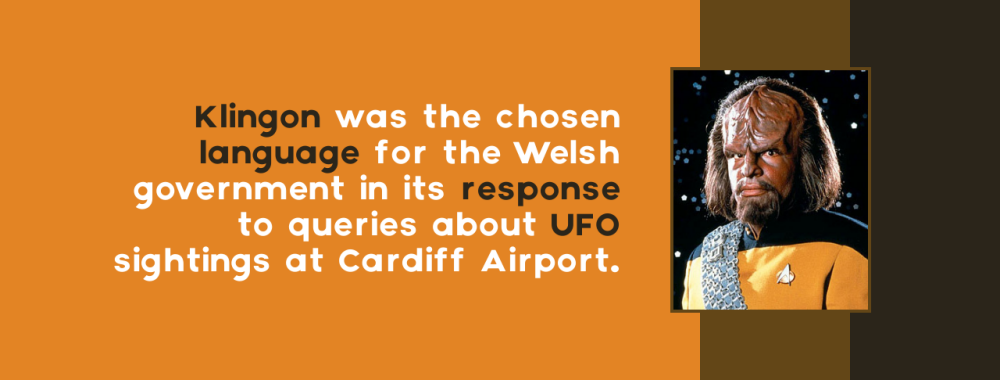 Klingon was the chosen
language for the Welsh
government in its response
to queries about UFO
sightings at Cardiff Airport.